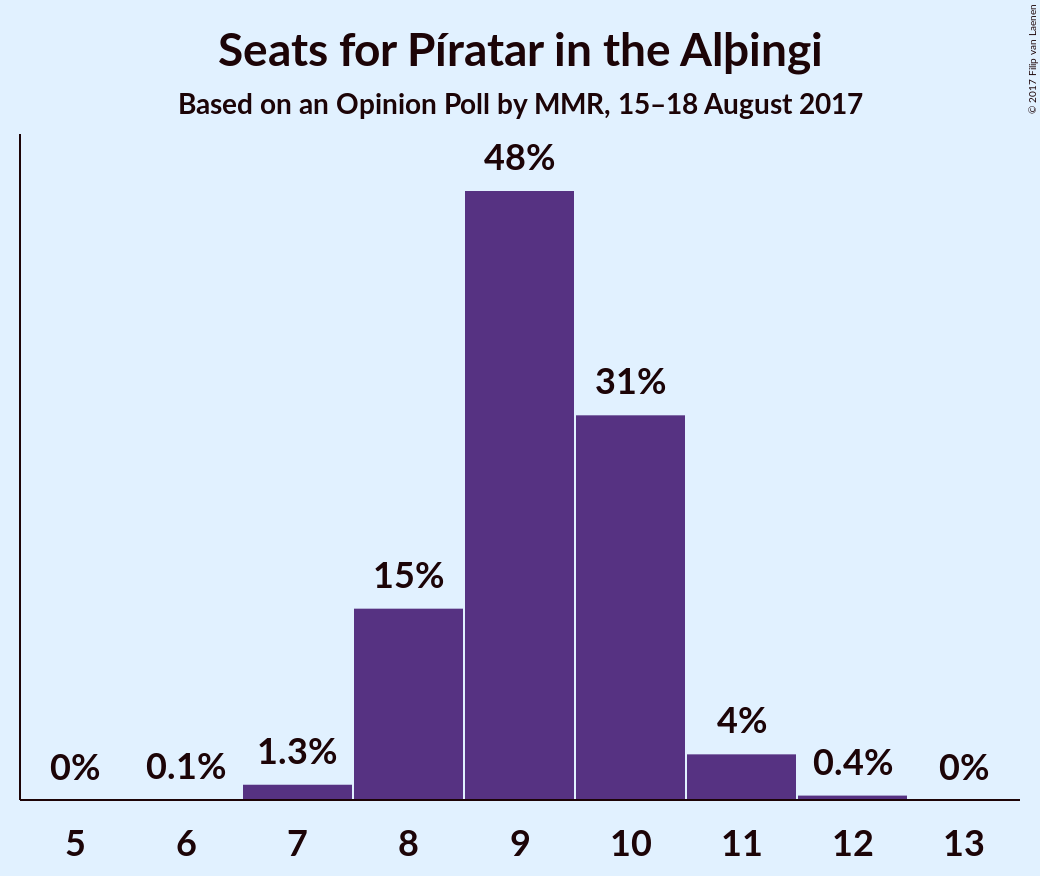 Seats for Píratar in the Alþingi
Based on an Opinion Poll by MMR, 15–18 August 2017
© 2017 Filip van Laenen
48%
31%
15%
4%
1.3%
0.4%
0.1%
0%
0%
5 6 7 8 9 10 11 12 13